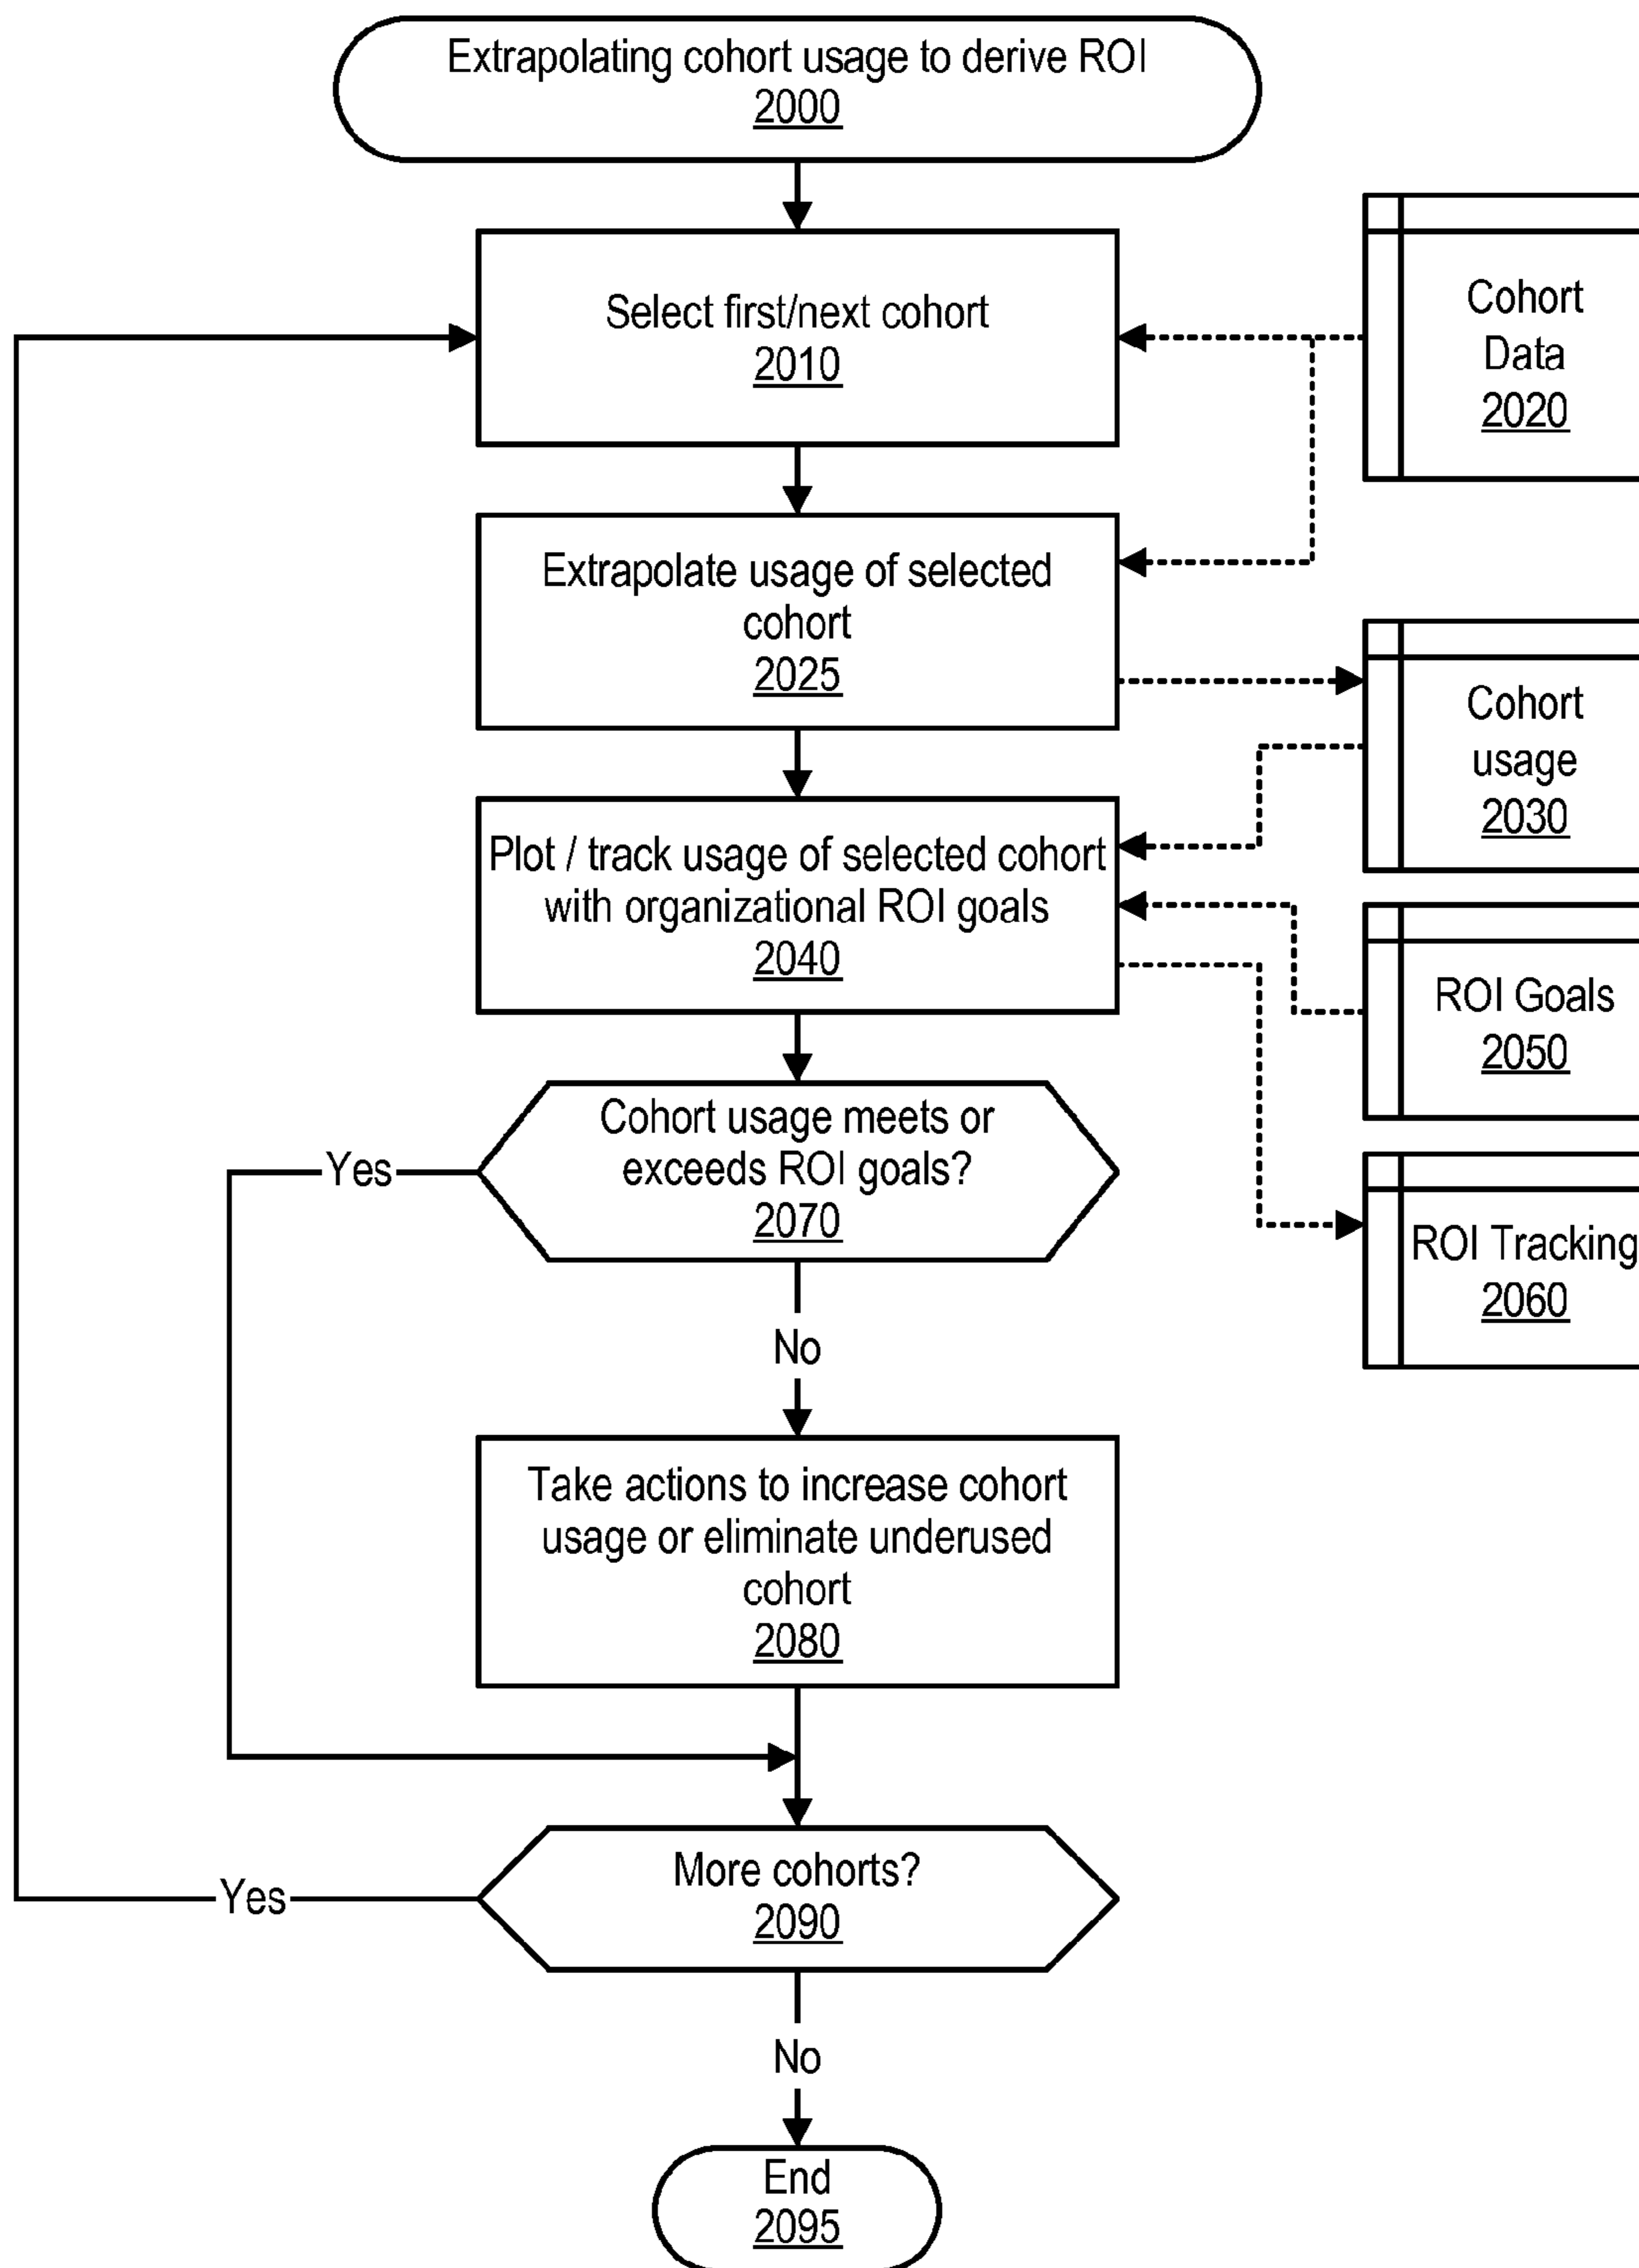 Extrapolating cohort usage to derive ROI
2000
Select first/next cohort
2010
Cohort
Data
2020
Extrapolate usage of selected
cohort
2025
Cohort
usage
2030
Plot / track usage of selected cohort
with organizational ROI goals
2040
ROI Goals
2050
Cohort usage meets or
exceeds ROI goals?
2070
Yes
ROI Tracking
2060
No
Take actions to increase cohort
usage or eliminate underused
cohort
2080
More cohorts?
2090
Yes
No
End
2095